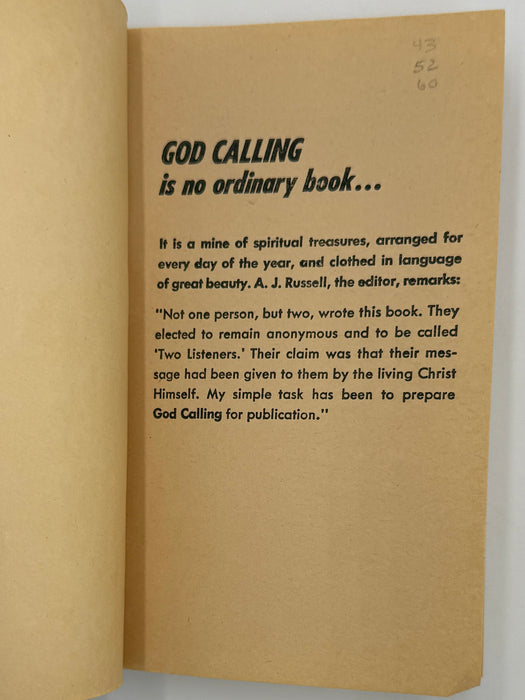 43
52
60
GOD CALLING
is no ordinary book...
It is a mine of spiritual treasures, arranged for
every day of the year, and clothed in language
of great beauty. A. J. Russell, the editor, remarks:
"Not one person, but two, wrote this book. They
elected to remain anonymous and to be called
'Two Listeners.' Their claim was that their mes-
sage had been given to them by the living Christ
Himself. My simple task has been to prepare
God Calling for publication."